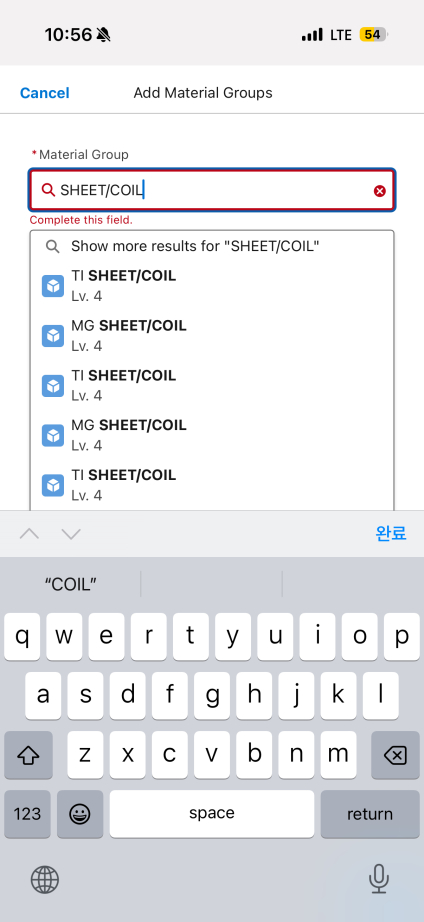 10:56
LTE 54
Cancel Add Material Groups
*Material Group
SHEET/COIL
Complete this field.
Show more results for "SHEET/COIL"
TI SHEET/COIL
Lv. 4
MG SHEET/COIL
Lv. 4
TI SHEET/COIL
Lv. 4
MG SHEET/COIL
Lv. 4
TI SHEET/COIL
Lv. 4
완료
“COIL”
q w e r t y u i o p
a s d f g h j k l
z x c v b n m
123 space return